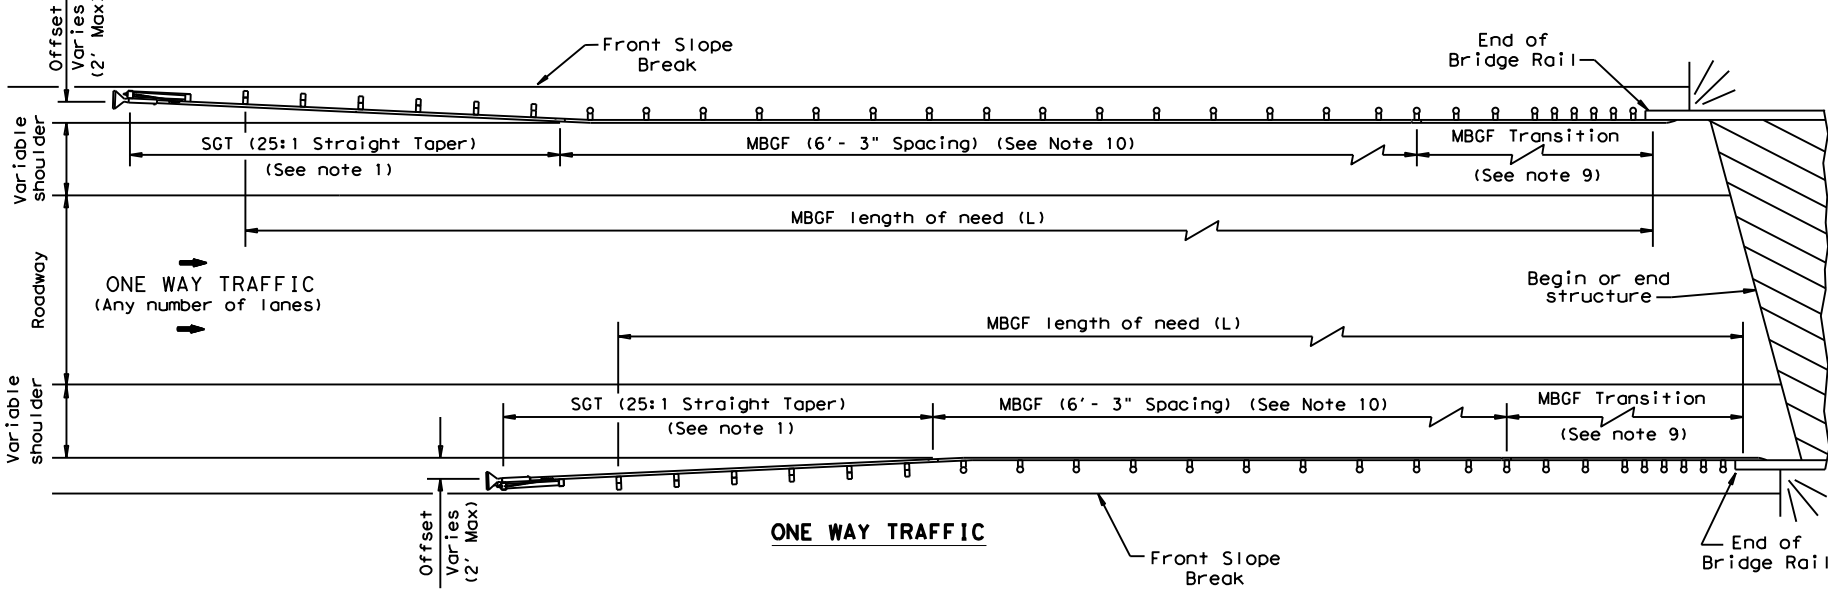 Offset
Varies
(2' Max)
Front Slope
Break
End of
Bridge Rail
Variable
shoulder
SGT (25:1 Straight Taper)
(See note 1)
MBGF (6'- 3" Spacing) (See Note 10)
MBGF Transition
(See note 9)
MBGF length of need (L)
Roadway
ONE WAY TRAFFIC
(Any number of lanes)
Begin or end
structure
MBGF length of need (L)
Variable
shoulder
SGT (25:1 Straight Taper)
(See note 1)
MBGF (6'- 3" Spacing) (See Note 10)
MBGF Transition
(See note 9)
Offset
Varies
(2' Max)
ONE WAY TRAFFIC
Front Slope
Break
End of
Bridge Rail